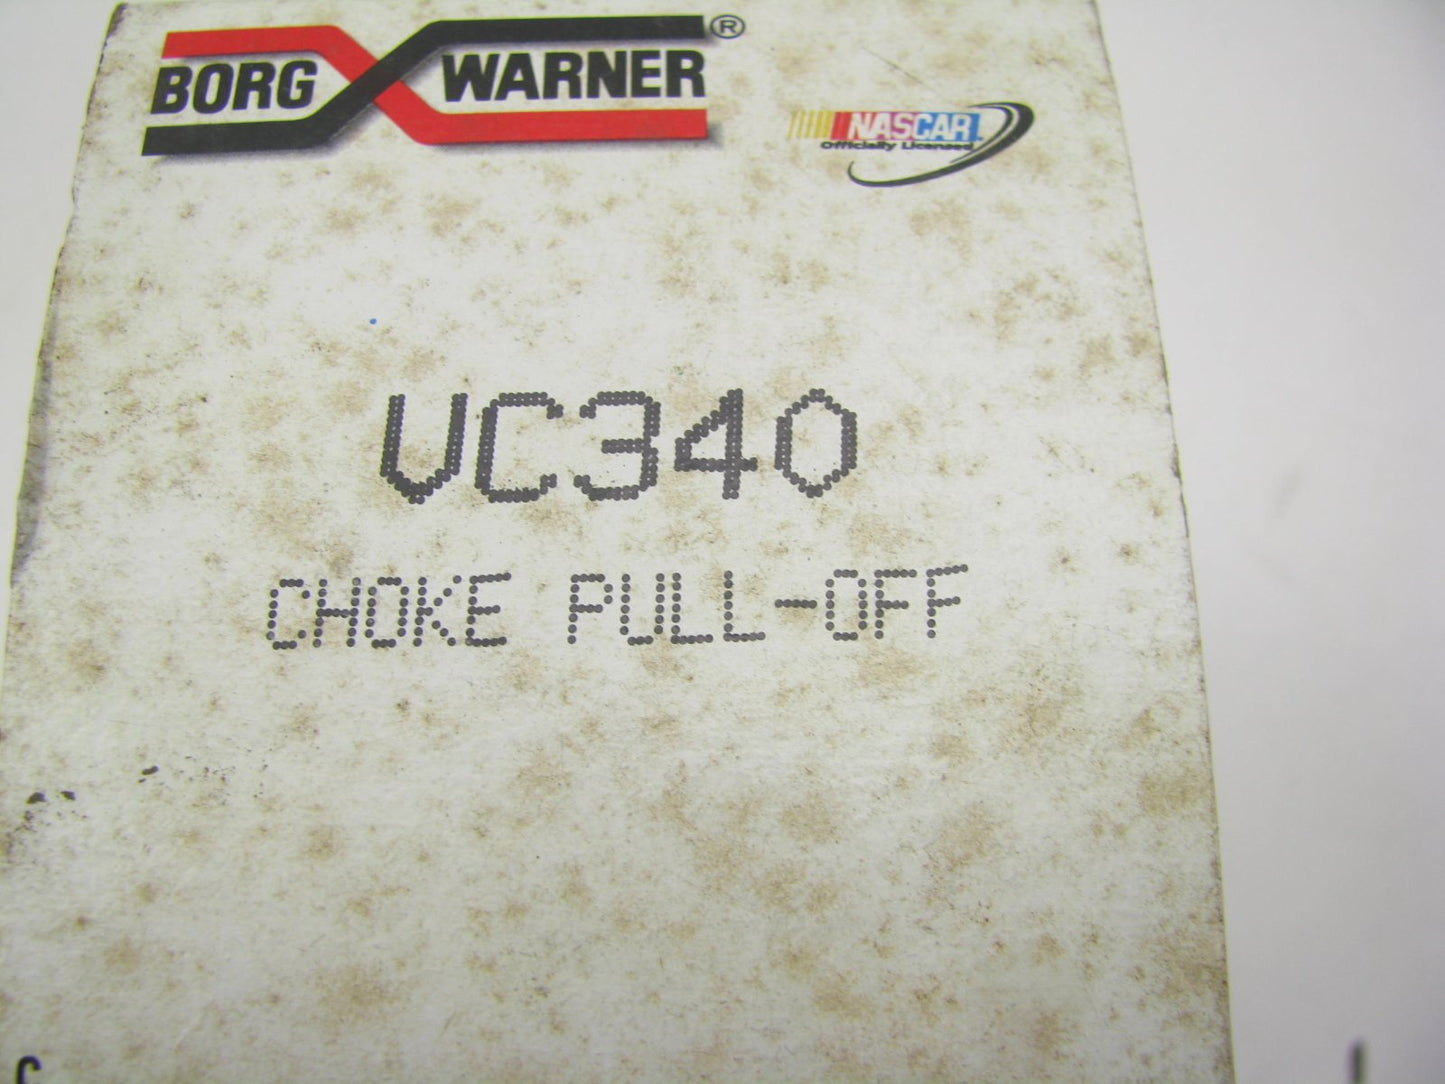 BORG WARNER®
NASCAR
Officially Licensed
VC340
CHOKE PULL-OFF